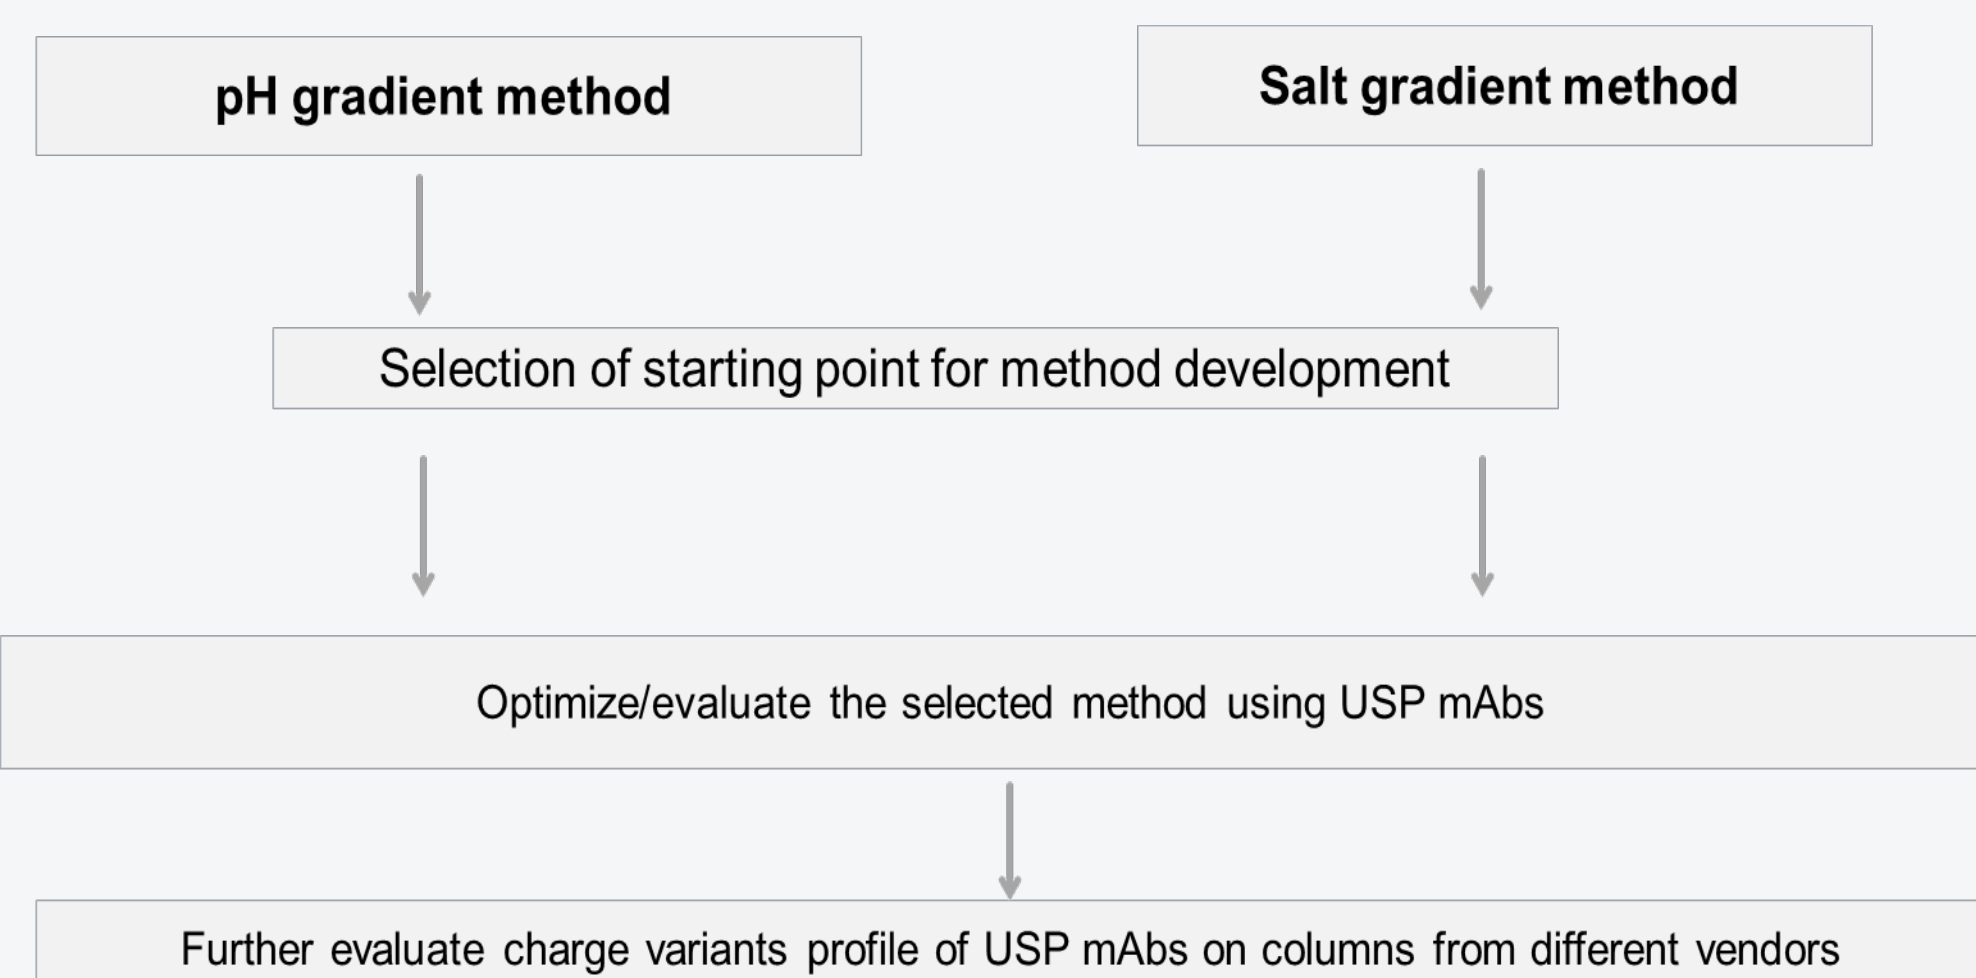 pH gradient method
Salt gradient method
Selection of starting point for method development
Optimize/evaluate the selected method using USP mAbs
Further evaluate charge variants profile of USP mAbs on columns from different vendors